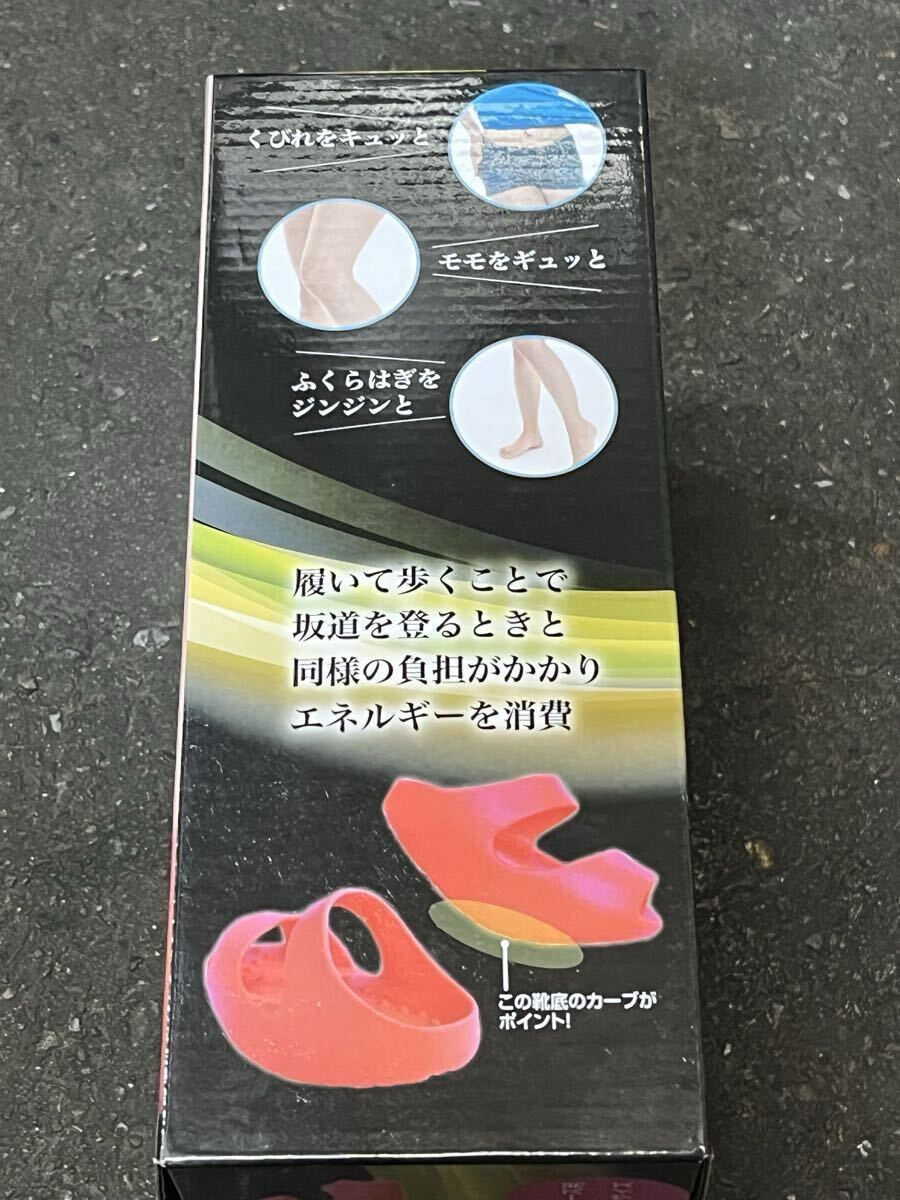 くびれをキュッと
モモをギュッと
ふくらはぎを
ジンジンと
履いて歩くことで
坂道を登るときと
同様の負担がかかり
エネルギーを消費
この靴底のカーブが
ポイント!